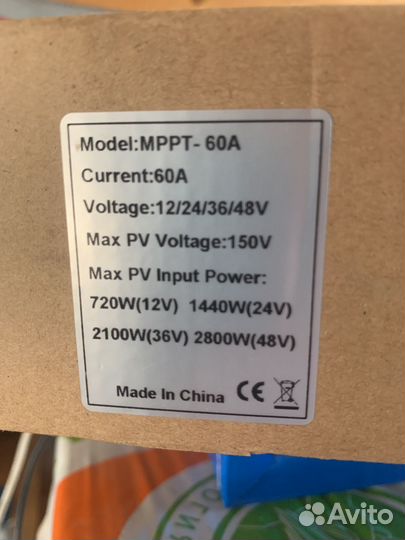 Model:MPPT- 60A
Current:60A
Voltage:12/24/36/48V
Max PV Voltage:150V
Max PV Input Power:
720W(12V) 1440W(24V)
2100W(36V) 2800W(48V)
Made In China CE
Avito